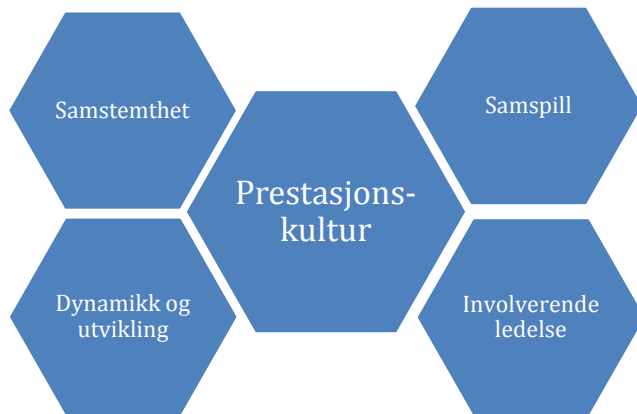 Samstemthet
Samspill
Prestasjons-
kultur
Dynamikk og
utvikling
Involverende
ledelse